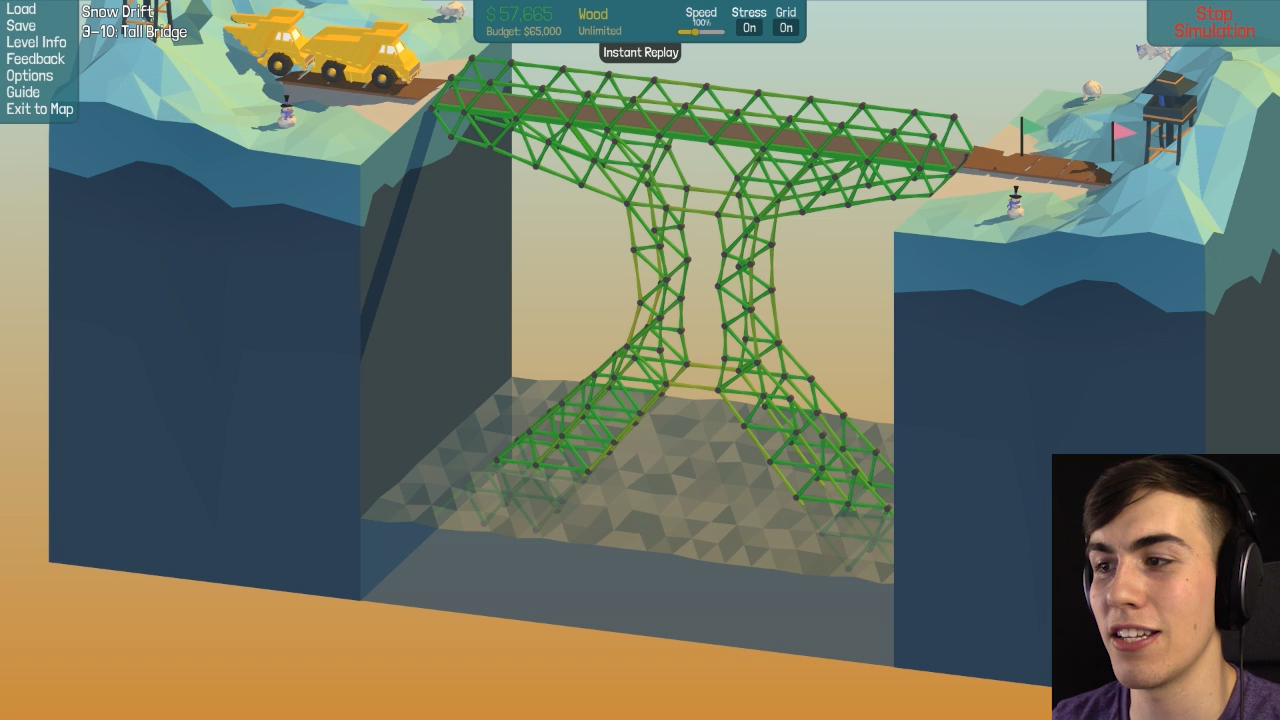 Load
Save
Level Info
Feedback
Options
Guide
Exit to Map
Snow Drift
3-10: Tall Bridge
$ 57,665
Budget: $65,000
Wood
Unlimited
Speed
100%
Stress
On
Grid
On
Instant Replay
Stop
Simulation